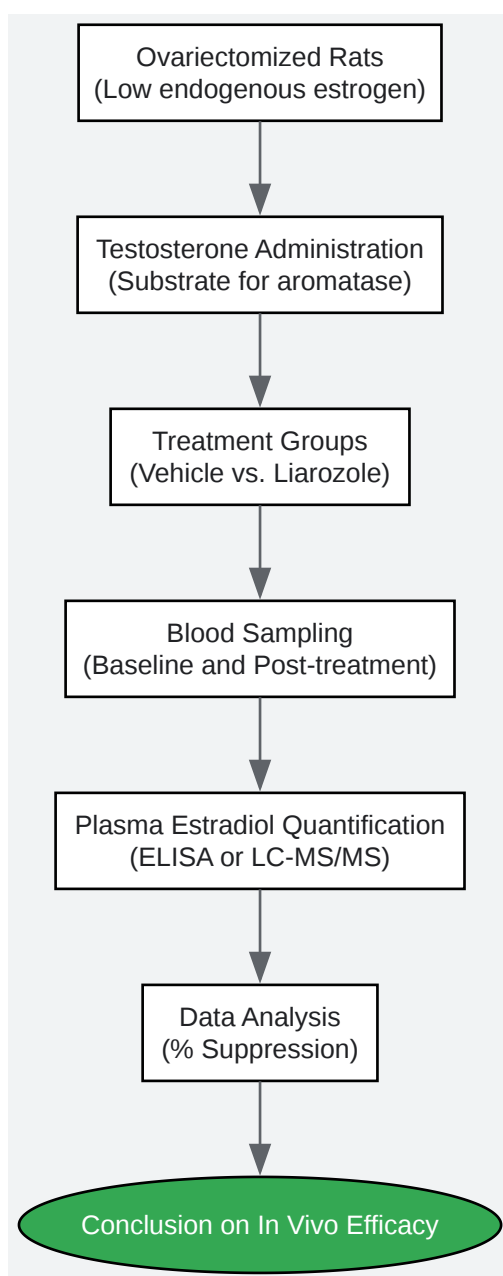 Ovariectomized Rats
(Low endogenous estrogen)
Testosterone Administration
(Substrate for aromatase)
Treatment Groups
(Vehicle vs. Liarozole)
Blood Sampling
(Baseline and Post-treatment)
Plasma Estradiol Quantification
(ELISA or LC-MS/MS)
Data Analysis
(% Suppression)
Conclusion on In Vivo Efficacy